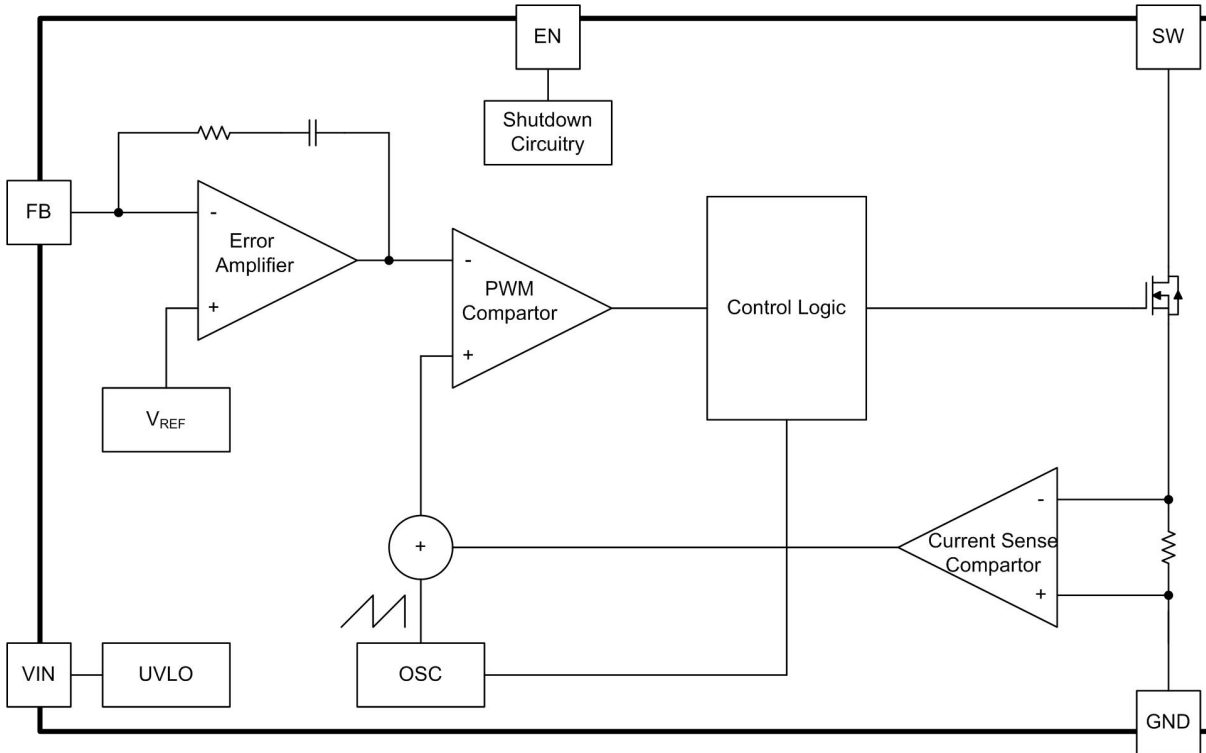 EN
SW
Shutdown
Circuitry
FB
-
Error
Amplifier
+
-
PWM
Compartor
+
Control Logic
VREF
-
Current Sense
Compartor
+
+
VIN
UVLO
OSC
GND